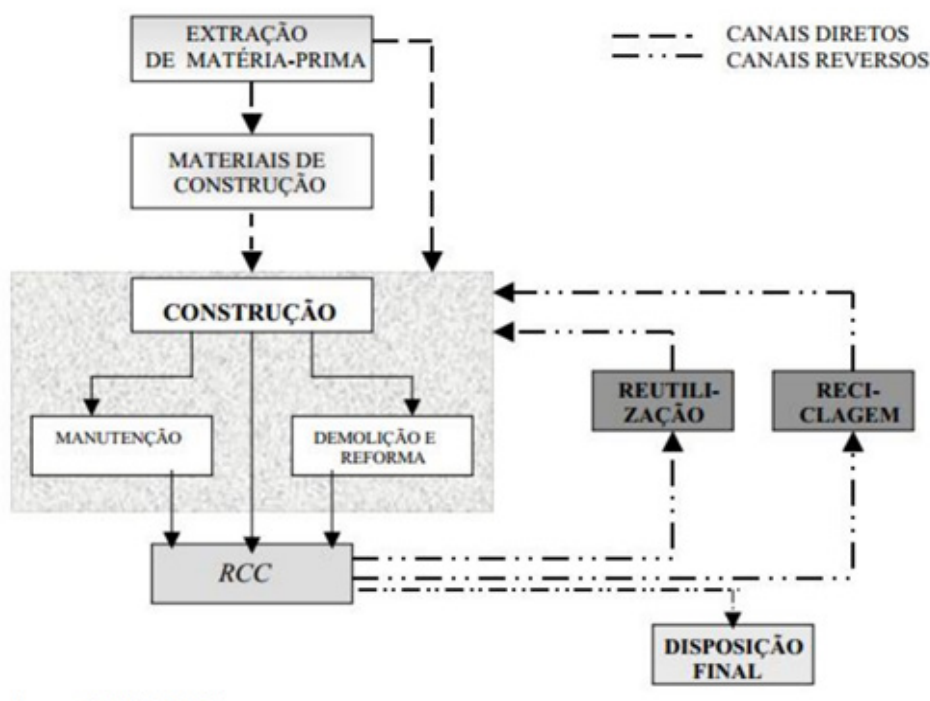 EXTRAÇÃO
DE MATÉRIA-PRIMA
CANAIS DIRETOS
CANAIS REVERSOS
MATERIAIS DE
CONSTRUÇÃO
CONSTRUÇÃO
REUTILI-
ZAÇÃO
RECI-
CLAGEM
MANUTENÇÃO
DEMOLIÇÃO E
REFORMA
RCC
DISPOSIÇÃO
FINAL